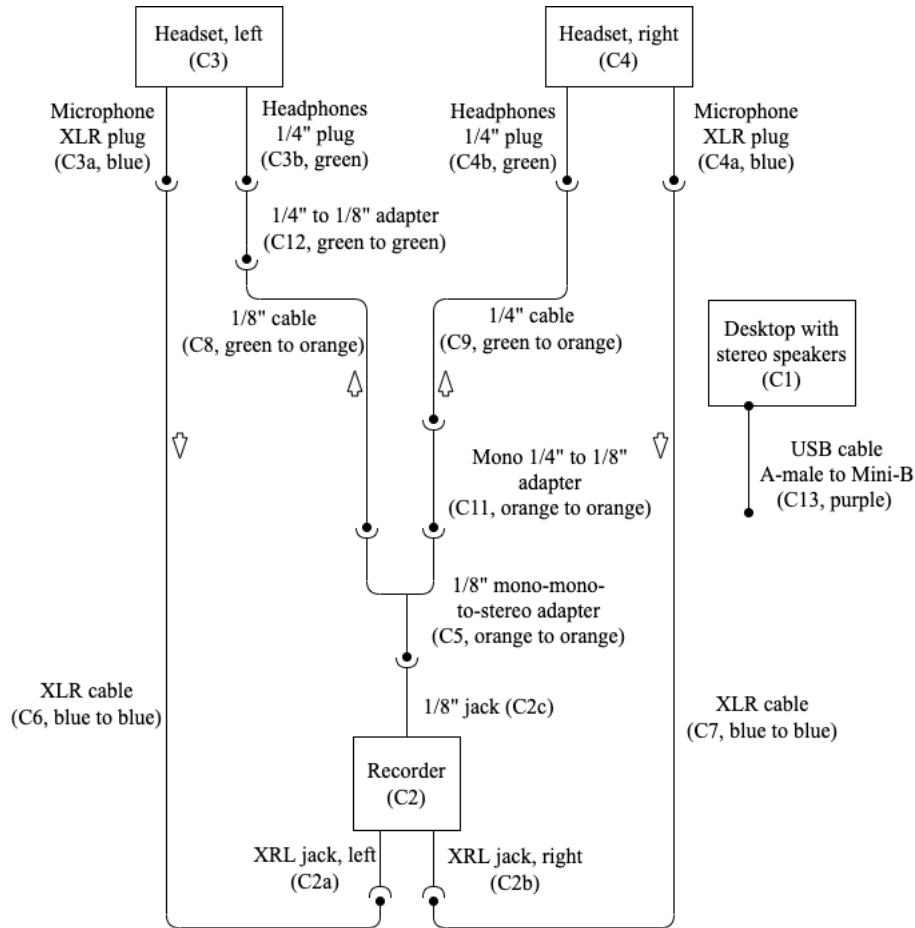 Headset, left
(C3)
Headset, right
(C4)
Microphone
XLR plug
(C3a, blue)
Headphones
1/4" plug
(C3b, green)
Headphones
1/4" plug
(C4b, green)
Microphone
XLR plug
(C4a, blue)
1/4" to 1/8" adapter
(C12, green to green)
1/8" cable
(C8, green to orange)
1/4" cable
(C9, green to orange)
Desktop with
stereo speakers
(C1)
USB cable
A-male to Mini-B
(C13, purple)
Mono 1/4" to 1/8"
adapter
(C11, orange to orange)
1/8" mono-mono-
to-stereo adapter
(C5, orange to orange)
XLR cable
(C6, blue to blue)
1/8" jack (C2c)
XLR cable
(C7, blue to blue)
Recorder
(C2)
XRL jack, left
(C2a)
XRL jack, right
(C2b)